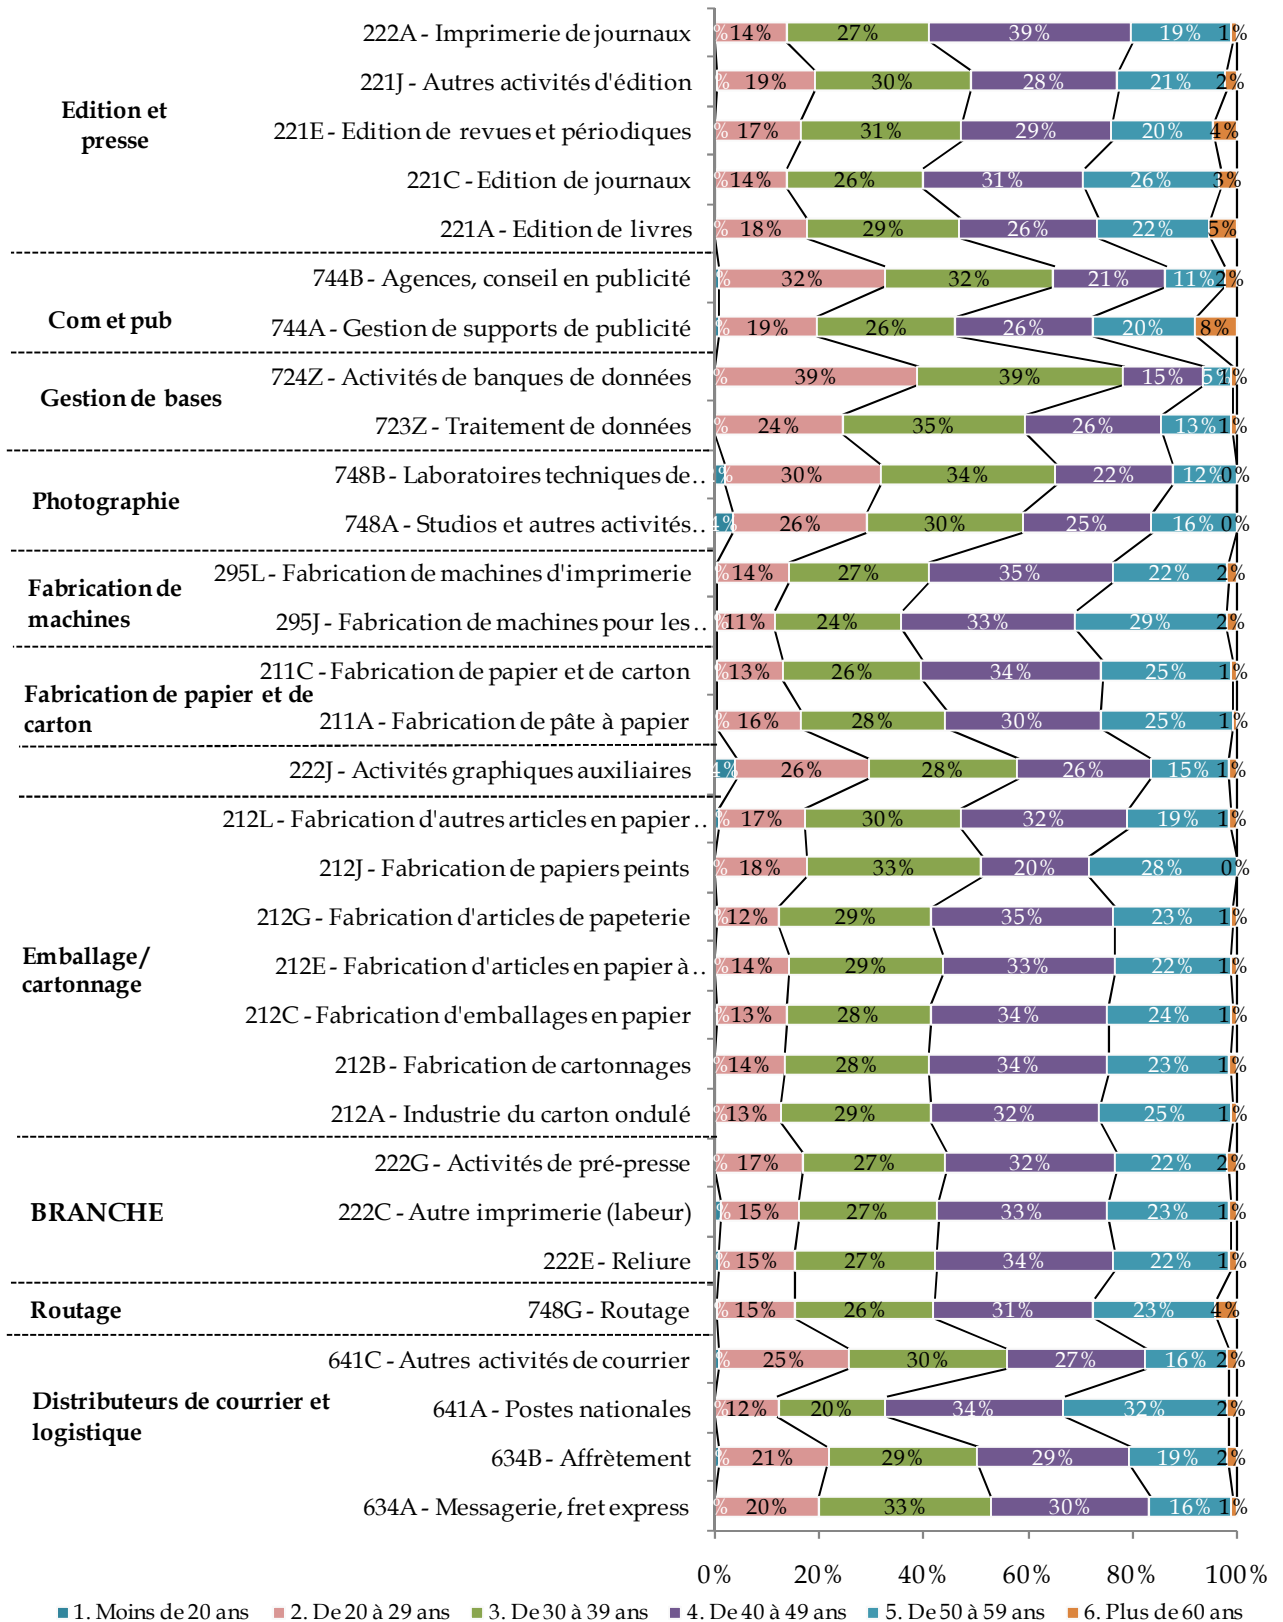 222A - Imprimerie de journaux % 14% 27% 39% 19% 1%
221J - Autres activités d'édition % 19% 30% 28% 21% 2%
Edition et
presse
221E - Edition de revues et périodiques % 17% 31% 29% 20% 4%
221C - Edition de journaux % 14% 26% 31% 26% 3%
221A - Edition de livres 18% 29% 26% 22% 5%
744B - Agences, conseil en publicité % 32% 32% 21% 11% 2%
Com et pub
744A - Gestion de supports de publicité % 19% 26% 26% 20% 8%
724Z - Activités de banques de données % 39% 39% 15% 5% 1%
Gestion de bases
723Z - Traitement de données % 24% 35% 26% 13% 1%
748B - Laboratoires techniques de.. % 30% 34% 22% 12% 0%
Photographie
748A - Studios et autres activités.. 4% 26% 30% 25% 16% 0%
295L - Fabrication de machines d'imprimerie % 14% 27% 35% 22% 2%
Fabrication de
machines
295J - Fabrication de machines pour les.. % 11% 24% 33% 29% 2%
211C - Fabrication de papier et de carton % 13% 26% 34% 25% 1%
Fabrication de papier et de
carton
211A - Fabrication de pâte à papier % 16% 28% 30% 25% 1%
222J - Activités graphiques auxiliaires 4% 26% 28% 26% 15% 1%
212L - Fabrication d'autres articles en papier.. % 17% 30% 32% 19% 1%
212J - Fabrication de papiers peints % 18% 33% 20% 28% 0%
212G - Fabrication d'articles de papeterie % 12% 29% 35% 23% 1%
Emballage/
cartonnage
212E - Fabrication d'articles en papier à.. % 14% 29% 33% 22% 1%
212C - Fabrication d'emballages en papier % 13% 28% 34% 24% 1%
212B - Fabrication de cartonnages % 14% 28% 34% 23% 1%
212A - Industrie du carton ondulé % 13% 29% 32% 25% 1%
222G - Activités de pré-presse % 17% 27% 32% 22% 2%
BRANCHE
222C - Autre imprimerie (labeur) % 15% 27% 33% 23% 1%
222E - Reliure % 15% 27% 34% 22% 1%
Routage
748G - Routage % 15% 26% 31% 23% 4%
641C - Autres activités de courrier % 25% 30% 27% 16% 2%
Distributeurs de courrier et
logistique
641A - Postes nationales % 12% 20% 34% 32% 2%
634B - Affrètement % 21% 29% 29% 19% 2%
634A - Messagerie, fret express % 20% 33% 30% 16% 1%
0% 20% 40% 60% 80% 100%
1. Moins de 20 ans 2. De 20 à 29 ans 3. De 30 à 39 ans 4. De 40 à 49 ans 5. De 50 à 59 ans 6. Plus de 60 ans